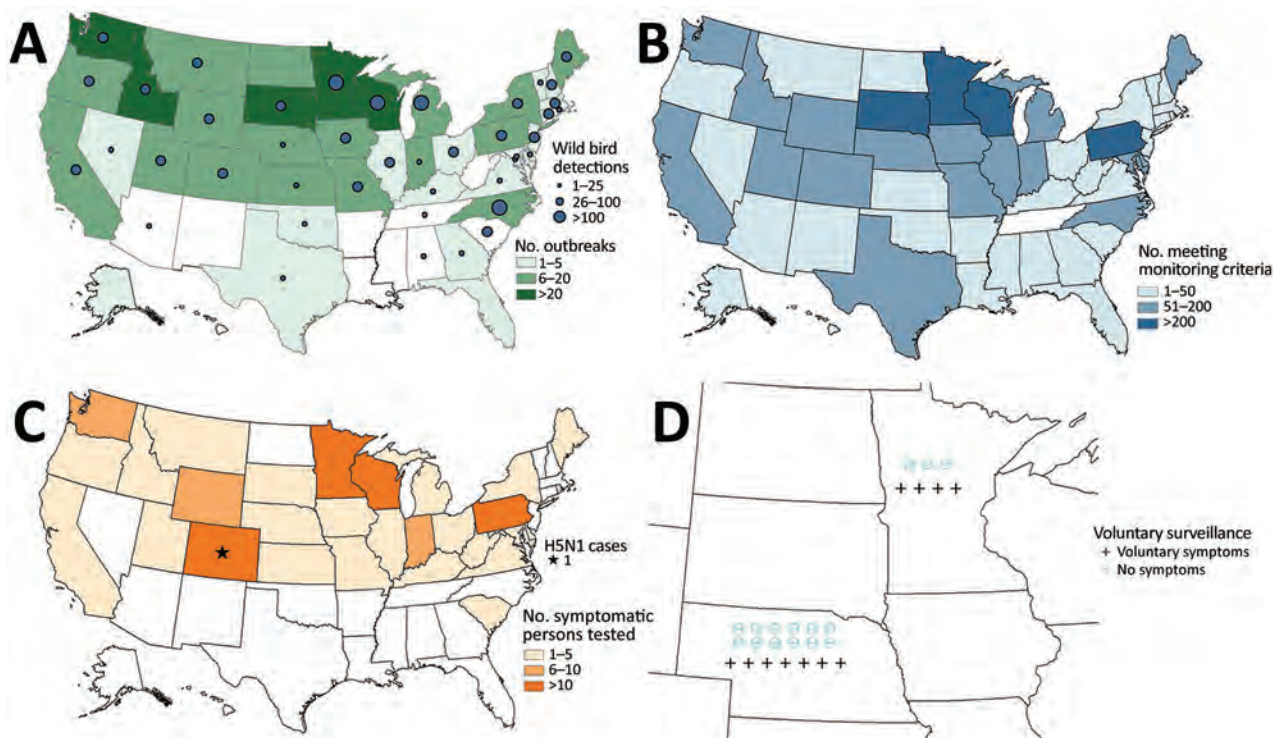 A
Wild bird
detections
1–25
26–100
>100
No. outbreaks
1–5
6–20
>20
B
No. meeting
monitoring criteria
1–50
51–200
>200
C
H5N1 cases
★ 1
No. symptomatic
persons tested
1–5
6–10
>10
D
Voluntary surveillance
+ Voluntary symptoms
No symptoms